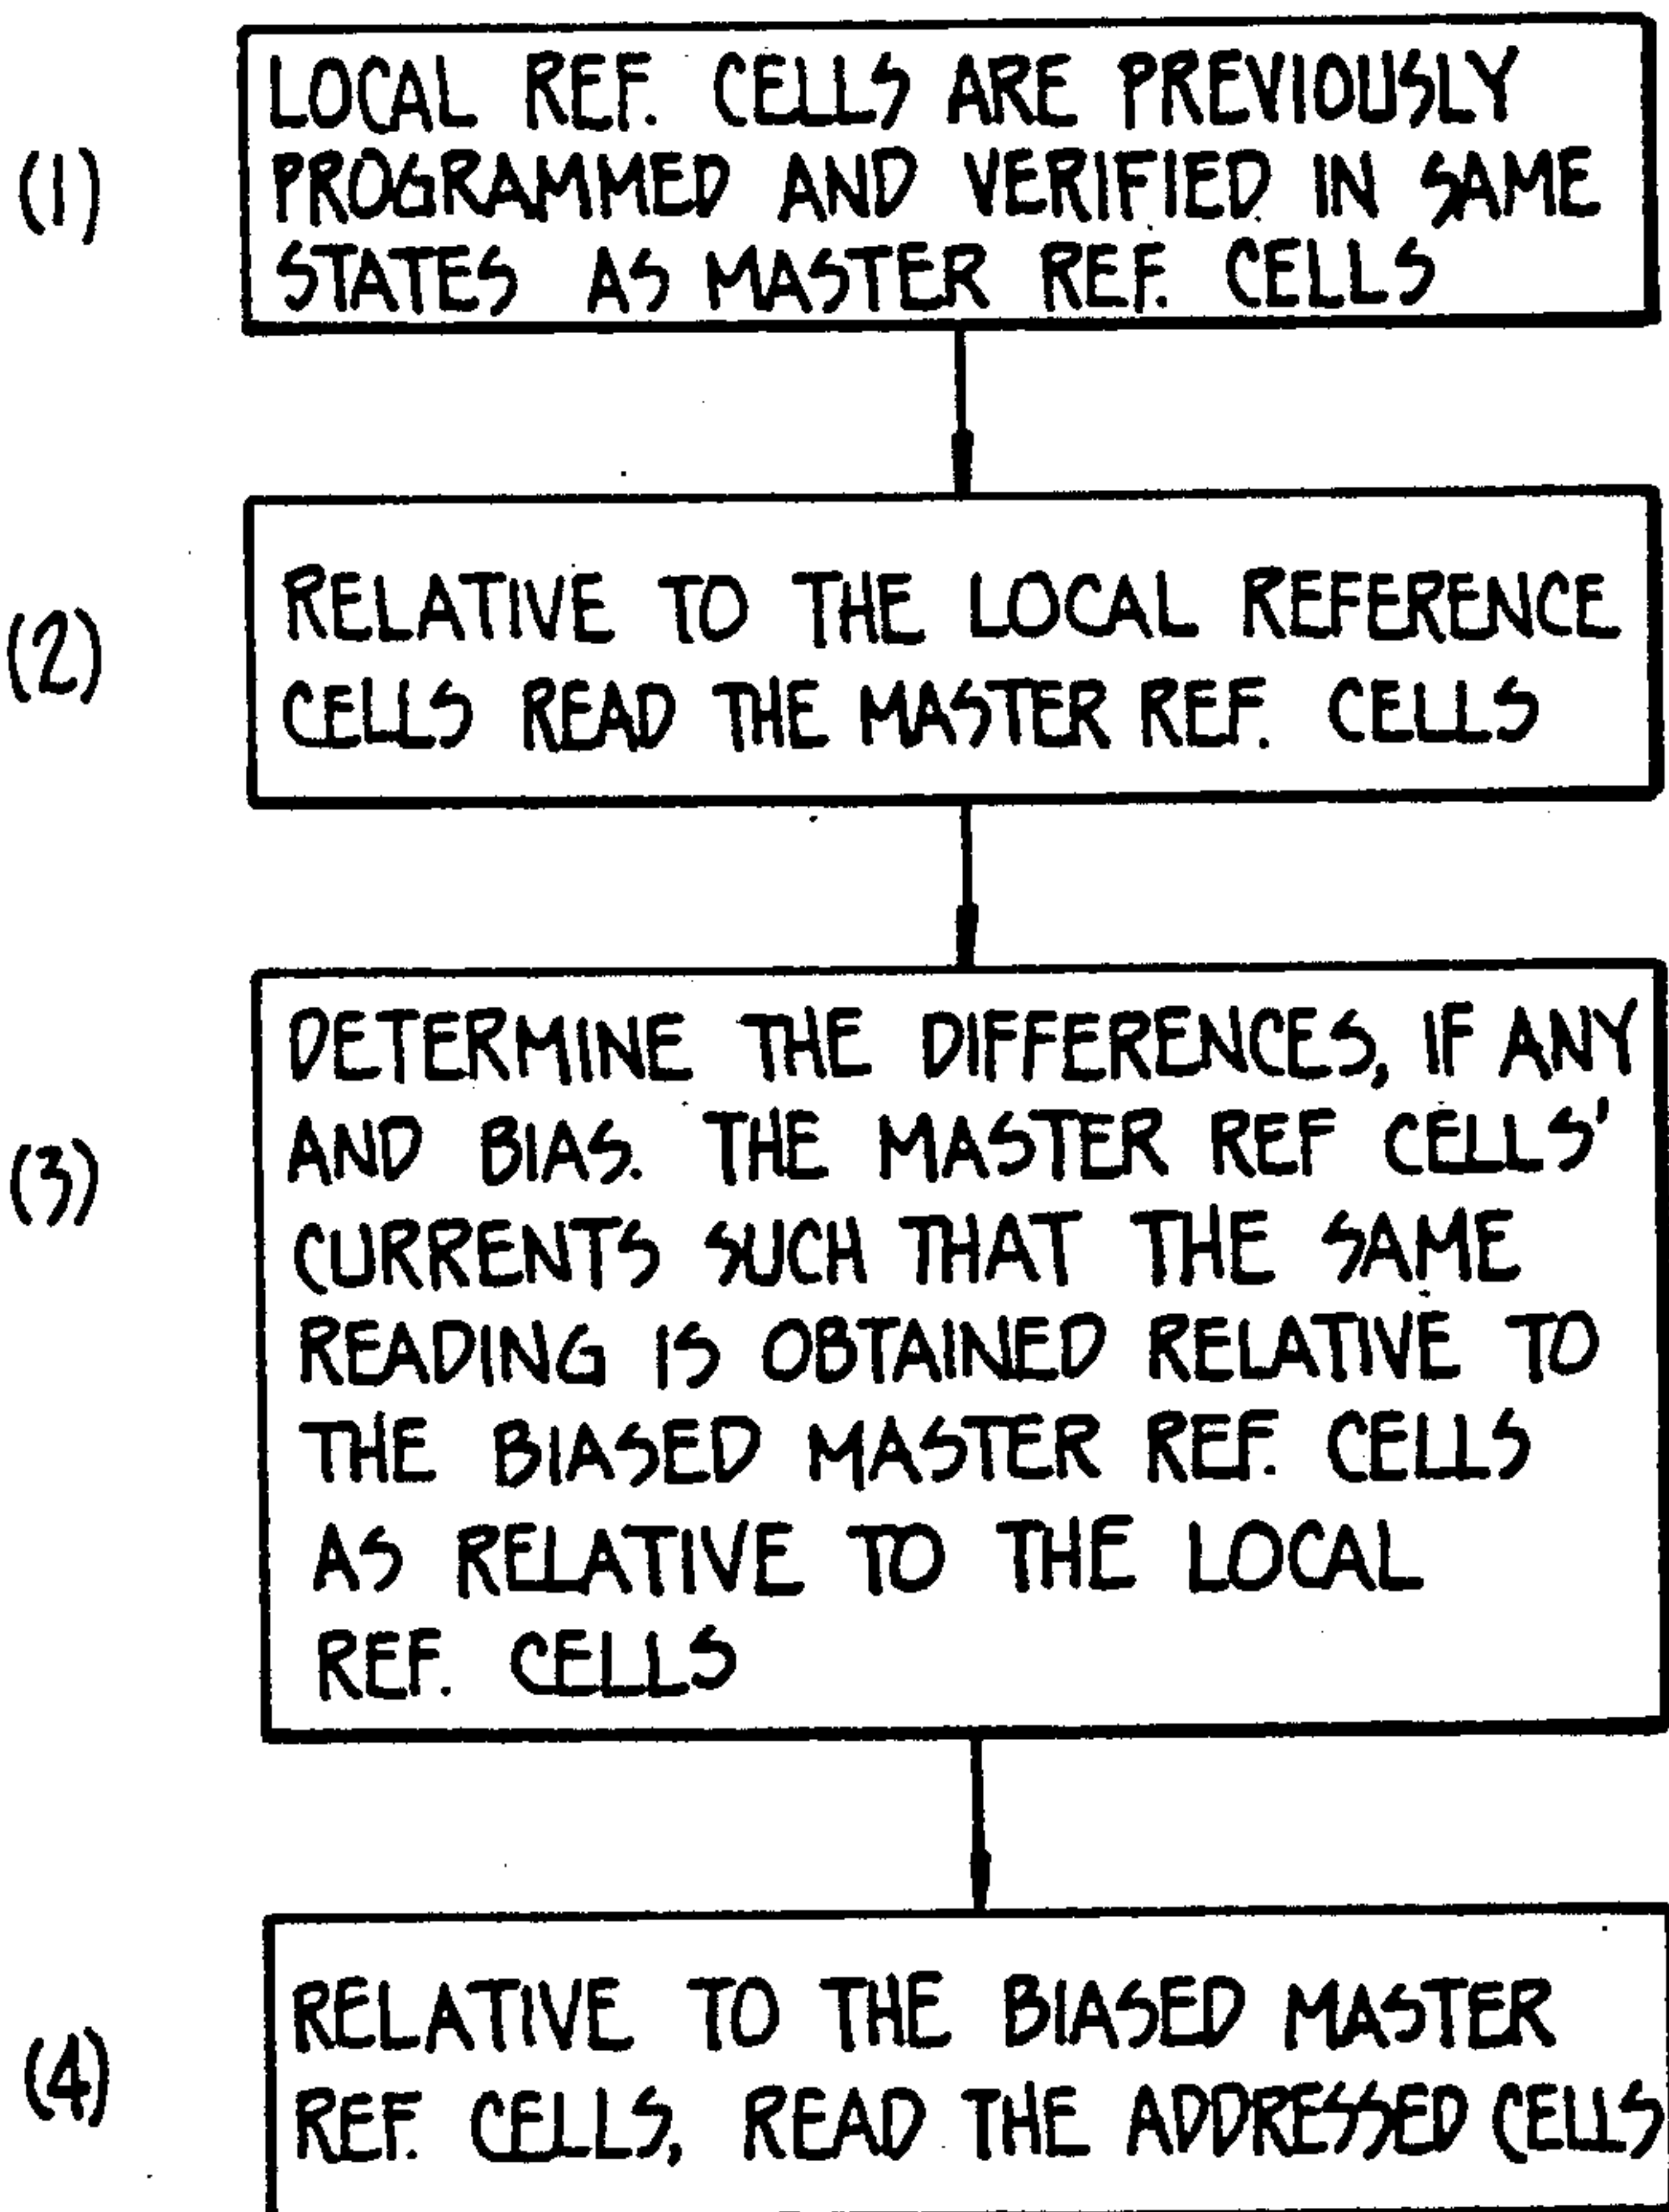 (1)
LOCAL REF. CELLS ARE PREVIOUSLY
PROGRAMMED AND VERIFIED IN SAME
STATES AS MASTER REF. CELLS
(2)
RELATIVE TO THE LOCAL REFERENCE
CELLS READ THE MASTER REF. CELLS
(3)
DETERMINE THE DIFFERENCES, IF ANY
AND BIAS. THE MASTER REF CELLS'
CURRENTS SUCH THAT THE SAME
READING IS OBTAINED RELATIVE TO
THE BIASED MASTER REF. CELLS
AS RELATIVE TO THE LOCAL
REF. CELLS
(4)
RELATIVE TO THE BIASED MASTER
REF. CELLS, READ THE ADDRESSED CELLS